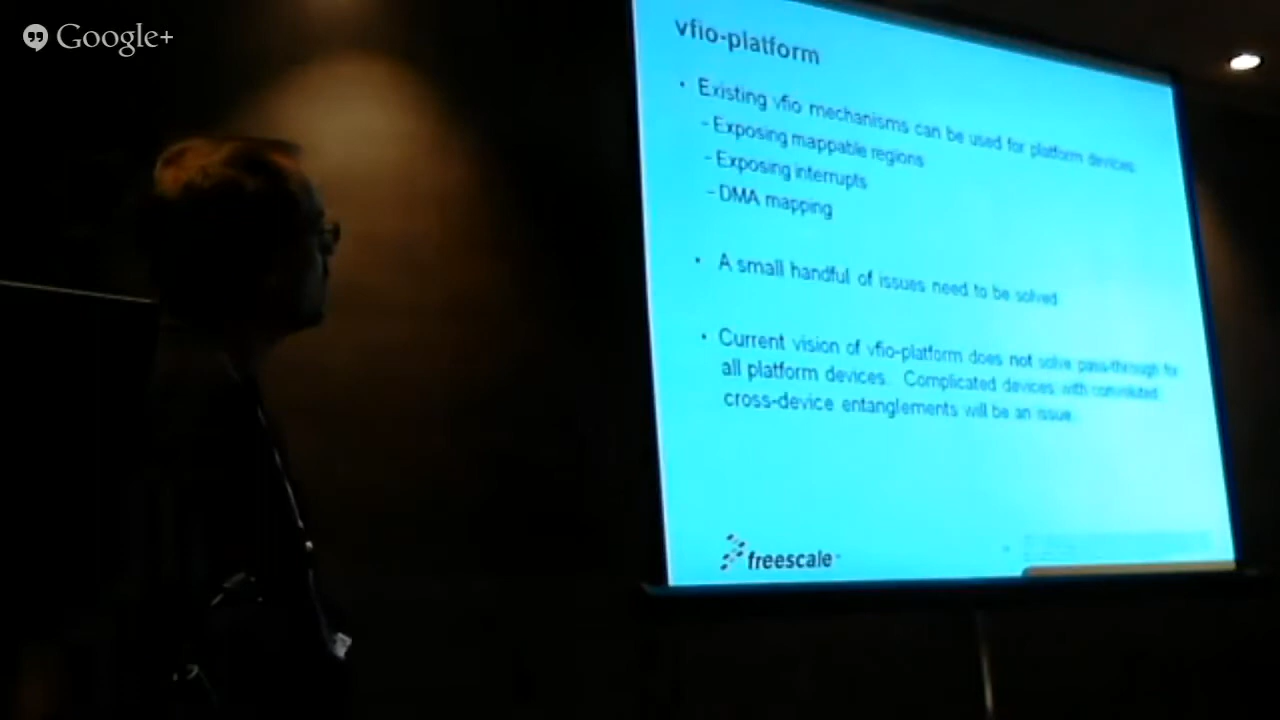 Google+
vfio-platform
• Existing vfio mechanisms can be used for platform devices
- Exposing mappable regions
- Exposing interrupts
- DMA mapping
• A small handful of issues need to be solved
• Current vision of vfio-platform does not solve pass-through for
all platform devices. Complicated devices with convoluted
cross-device entanglements will be an issue.
freescale